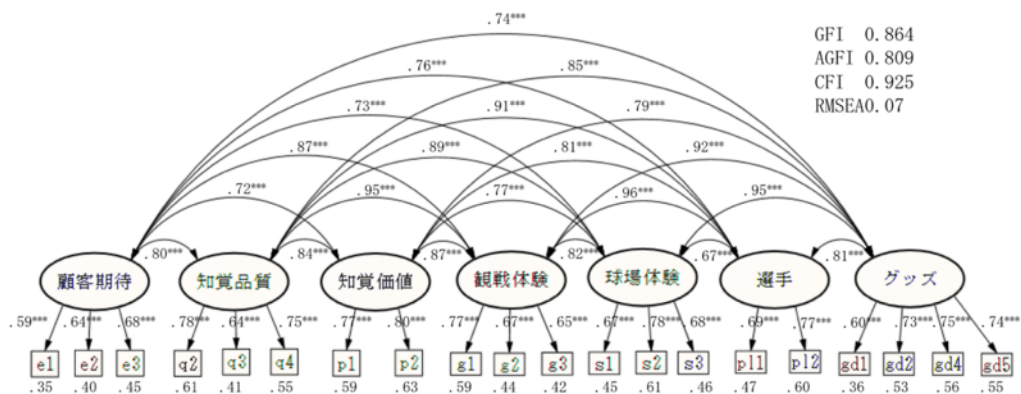 .74***
GFI 0.864
AGFI 0.809
CFI 0.925
RMSEA0.07
.76***
.85***
.73***
.91***
.79***
.87***
.89***
.81***
.92***
.72***
.95***
.77***
.96***
.95***
.80***
.84***
.87***
.82***
.67***
.81***
顧客期待
知覚品質
知覚価値
観戦体験
球場体験
選手
グッズ
.59*** .64*** .68*** .78*** .64*** .75*** .77*** .80*** .77*** .67*** .65*** .67*** .78*** .68*** .69*** .77*** .60*** .73*** .75*** .74***
e1 e2 e3 q2 q3 q4 p1 p2 g1 g2 g3 s1 s2 s3 pl1 pl2 gd1 gd2 gd4 gd5
.35 .40 .45 .61 .41 .55 .59 .63 .59 .44 .42 .45 .61 .46 .47 .60 .36 .53 .56 .55